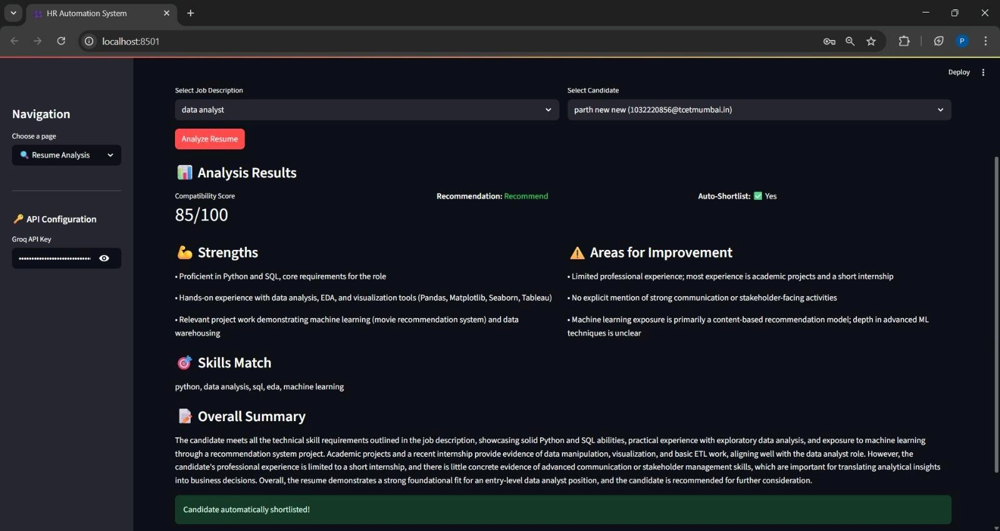 HR Automation System
localhost:8501
P
Deploy
Navigation
Choose a page
Resume Analysis
API Configuration
Groq API Key
Select Job Description
data analyst
Select Candidate
parth new new (1032220856@tcetmumbai.in)
Analyze Resume
Analysis Results
Compatibility Score
85/100
Recommendation: Recommend
Auto-Shortlist: ✅ Yes
Strengths
• Proficient in Python and SQL, core requirements for the role
• Hands-on experience with data analysis, EDA, and visualization tools (Pandas, Matplotlib, Seaborn, Tableau)
• Relevant project work demonstrating machine learning (movie recommendation system) and data
warehousing
Areas for Improvement
• Limited professional experience; most experience is academic projects and a short internship
• No explicit mention of strong communication or stakeholder-facing activities
• Machine learning exposure is primarily a content-based recommendation model; depth in advanced ML
techniques is unclear
Skills Match
python, data analysis, sql, eda, machine learning
Overall Summary
The candidate meets all the technical skill requirements outlined in the job description, showcasing solid Python and SQL abilities, practical experience with exploratory data analysis, and exposure to machine learning
through a recommendation system project. Academic projects and a recent internship provide evidence of data manipulation, visualization, and basic ETL work, aligning well with the data analyst role. However, the
candidate's professional experience is limited to a short internship, and there is little concrete evidence of advanced communication or stakeholder management skills, which are important for translating analytical insights
into business decisions. Overall, the resume demonstrates a strong foundational fit for an entry-level data analyst position, and the candidate is recommended for further consideration.
Candidate automatically shortlisted!